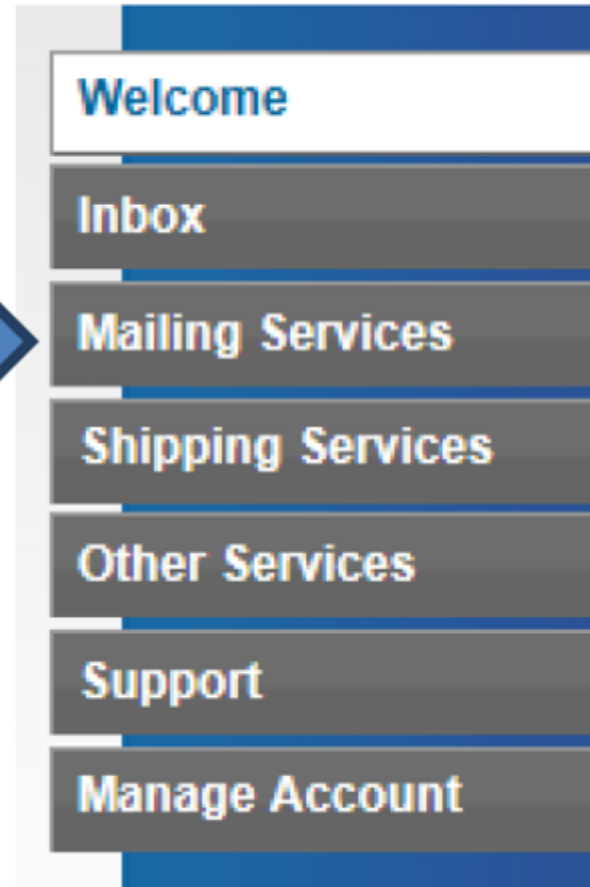 Welcome
Inbox
Mailing Services
Shipping Services
Other Services
Support
Manage Account